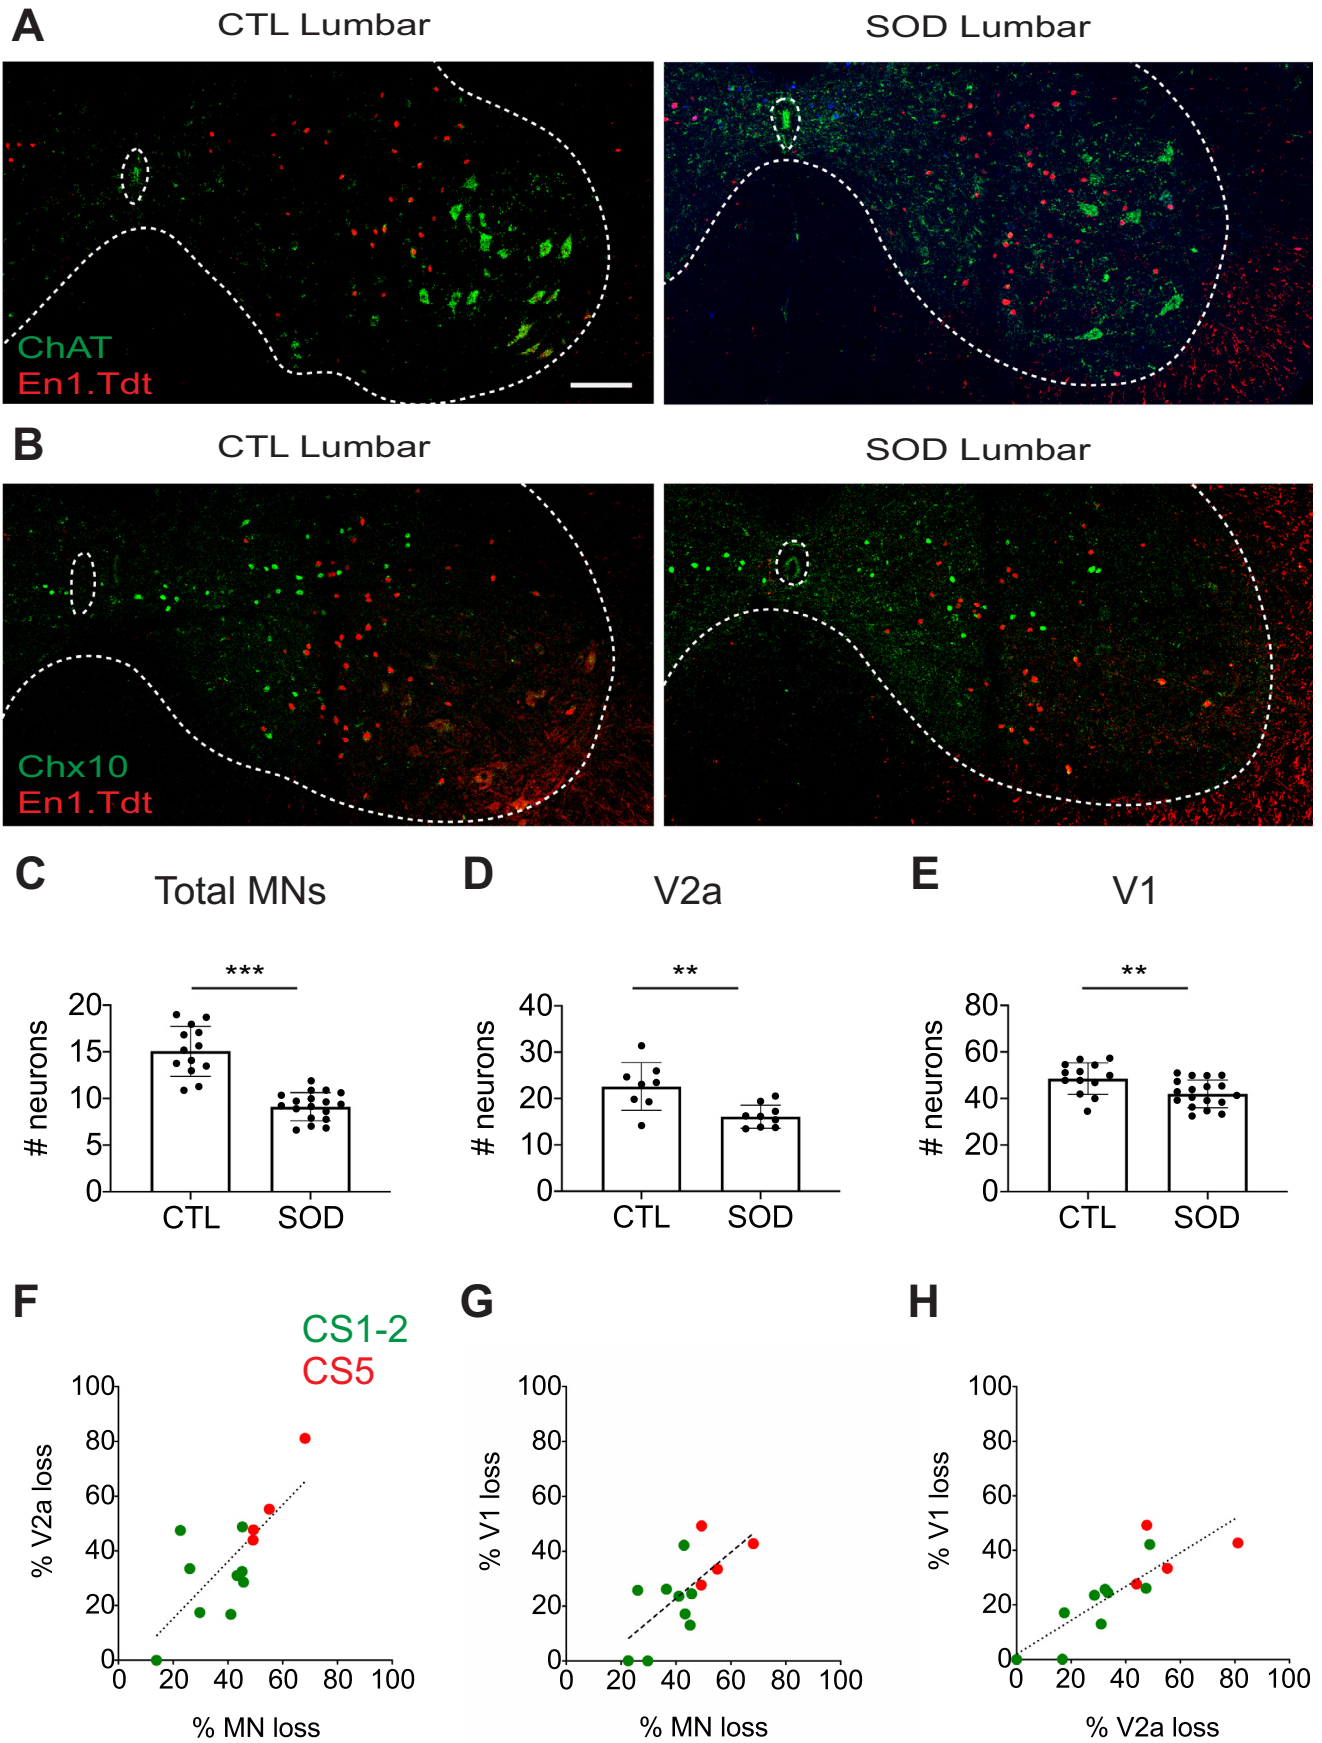 A
CTL Lumbar
SOD Lumbar
ChAT
En1.Tdt
B
CTL Lumbar
SOD Lumbar
Chx10
En1.Tdt
C
Total MNs
D
V2a
E
V1
***
**
**
# neurons
20
15
10
5
0
CTL
SOD
# neurons
40
30
20
10
0
CTL
SOD
# neurons
80
60
40
20
0
CTL
SOD
F
CS1-2
CS5
G
H
% V2a loss
100
80
60
40
20
0
0 20 40 60 80 100
% MN loss
% V1 loss
100
80
60
40
20
0
0 20 40 60 80 100
% MN loss
% V1 loss
100
80
60
40
20
0
0 20 40 60 80 100
% V2a loss